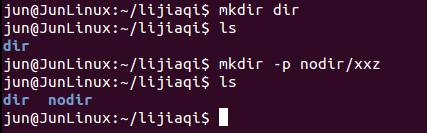 jun@JunLinux:~/lijiaqi$ mkdir dir
jun@JunLinux:~/lijiaqi$ ls
dir
jun@JunLinux:~/lijiaqi$ mkdir -p nodir/xxz
jun@JunLinux:~/lijiaqi$ ls
dir  nodir
jun@JunLinux:~/lijiaqi$